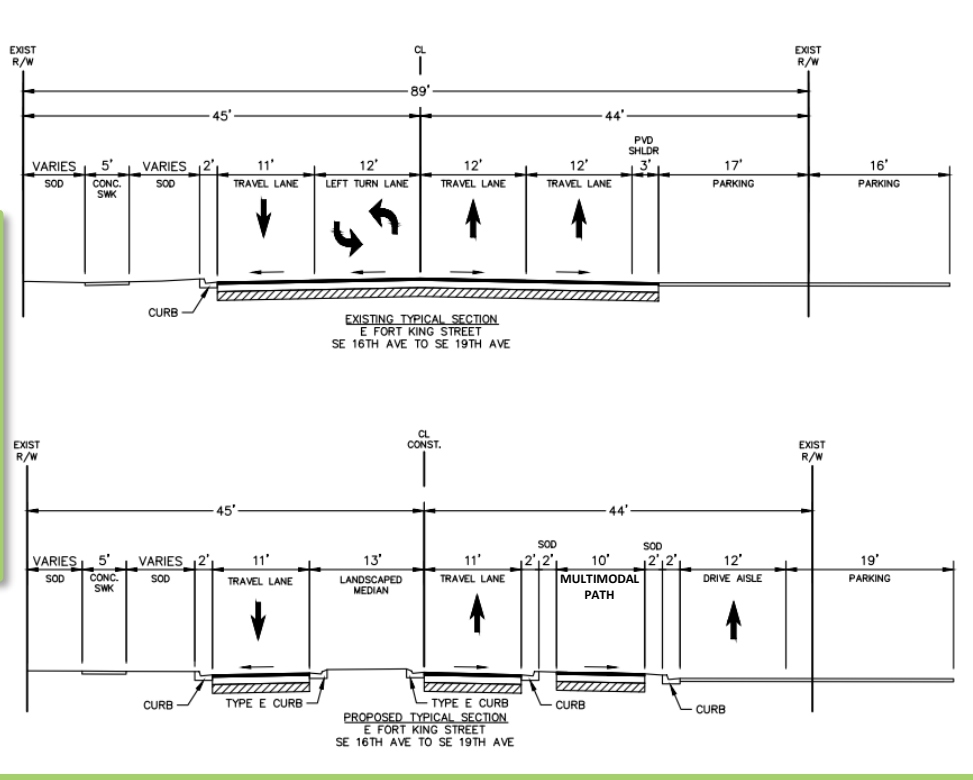 EXIST
R/W
CL
EXIST
R/W
89'
45'
44'
PVD
SHLDR
VARIES
5'
VARIES
2'
11'
12'
12'
12'
3'
17'
16'
SOD
CONC.
SWK
SOD
TRAVEL LANE
LEFT TURN LANE
TRAVEL LANE
TRAVEL LANE
PARKING
PARKING
CURB
EXISTING TYPICAL SECTION
E FORT KING STREET
SE 16TH AVE TO SE 19TH AVE
EXIST
R/W
CL
CONST.
EXIST
R/W
45'
44'
SOD
SOD
VARIES
5'
VARIES
2'
11'
13'
11'
2'
2'
10'
2'
2'
12'
19'
SOD
CONC.
SWK
SOD
TRAVEL LANE
LANDSCAPED
MEDIAN
TRAVEL LANE
MULTIMODAL
PATH
DRIVE AISLE
PARKING
CURB
TYPE E CURB
TYPE E CURB
CURB
CURB
PROPOSED TYPICAL SECTION
E FORT KING STREET
SE 16TH AVE TO SE 19TH AVE